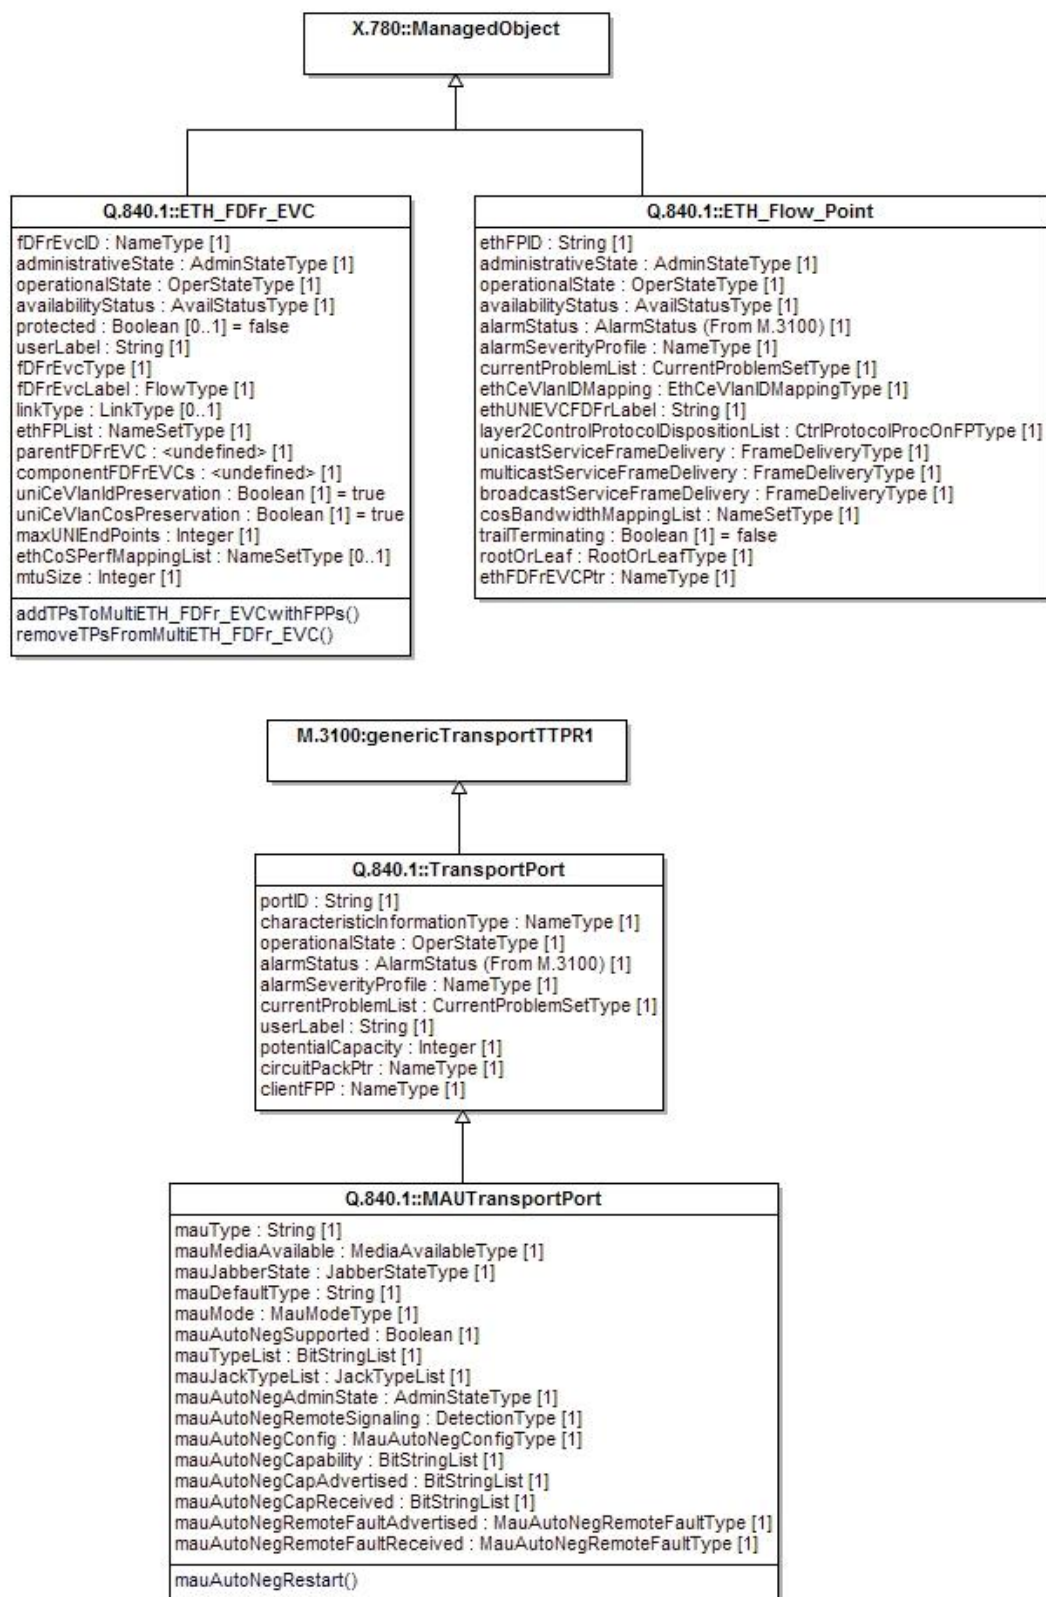 X.780::ManagedObject
Q.840.1::ETH_FDFr_EVC
fDFrEvcID : NameType [1]
administrativeState : AdminStateType [1]
operationalState : OperStateType [1]
availabilityStatus : AvailStatusType [1]
protected : Boolean [0..1] = false
userLabel : String [1]
fDFrEvcType [1]
fDFrEvcLabel : FlowType [1]
linkType : LinkType [0..1]
ethFPList : NameSetType [1]
parentFDFrEVC : <undefined> [1]
componentFDFrEVCs : <undefined> [1]
uniCeVlanIdPreservation : Boolean [1] = true
uniCeVlanCosPreservation : Boolean [1] = true
maxUNIEndPoints : Integer [1]
ethCoSPerfMappingList : NameSetType [0..1]
mtuSize : Integer [1]
addTPsToMultiETH_FDFr_EVCwithFPPs()
removeTPsFromMultiETH_FDFr_EVC()
Q.840.1::ETH_Flow_Point
ethFPID : String [1]
administrativeState : AdminStateType [1]
operationalState : OperStateType [1]
availabilityStatus : AvailStatusType [1]
alarmStatus : AlarmStatus (From M.3100) [1]
alarmSeverityProfile : NameType [1]
currentProblemList : CurrentProblemSetType [1]
ethCeVlanIDMapping : EthCeVlanIDMappingType [1]
ethUNIEVCFDFrLabel : String [1]
layer2ControlProtocolDispositionList : CtrlProtocolProcOnFPType [1]
unicastServiceFrameDelivery : FrameDeliveryType [1]
multicastServiceFrameDelivery : FrameDeliveryType [1]
broadcastServiceFrameDelivery : FrameDeliveryType [1]
cosBandwidthMappingList : NameSetType [1]
trailTerminating : Boolean [1] = false
rootOrLeaf : RootOrLeafType [1]
ethFDFrEVCPtr : NameType [1]
M.3100:genericTransportTTPR1
Q.840.1::TransportPort
portID : String [1]
characteristicInformationType : NameType [1]
operationalState : OperStateType [1]
alarmStatus : AlarmStatus (From M.3100) [1]
alarmSeverityProfile : NameType [1]
currentProblemList : CurrentProblemSetType [1]
userLabel : String [1]
potentialCapacity : Integer [1]
circuitPackPtr : NameType [1]
clientFPP : NameType [1]
Q.840.1::MAUTransportPort
mauType : String [1]
mauMediaAvailable : MediaAvailableType [1]
mauJabberState : JabberStateType [1]
mauDefaultType : String [1]
mauMode : MauModeType [1]
mauAutoNegSupported : Boolean [1]
mauTypeList : BitStringList [1]
mauJackTypeList : JackTypeList [1]
mauAutoNegAdminState : AdminStateType [1]
mauAutoNegRemoteSignaling : DetectionType [1]
mauAutoNegConfig : MauAutoNegConfigType [1]
mauAutoNegCapability : BitStringList [1]
mauAutoNegCapAdvertised : BitStringList [1]
mauAutoNegCapReceived : BitStringList [1]
mauAutoNegRemoteFaultAdvertised : MauAutoNegRemoteFaultType [1]
mauAutoNegRemoteFaultReceived : MauAutoNegRemoteFaultType [1]
mauAutoNegRestart()